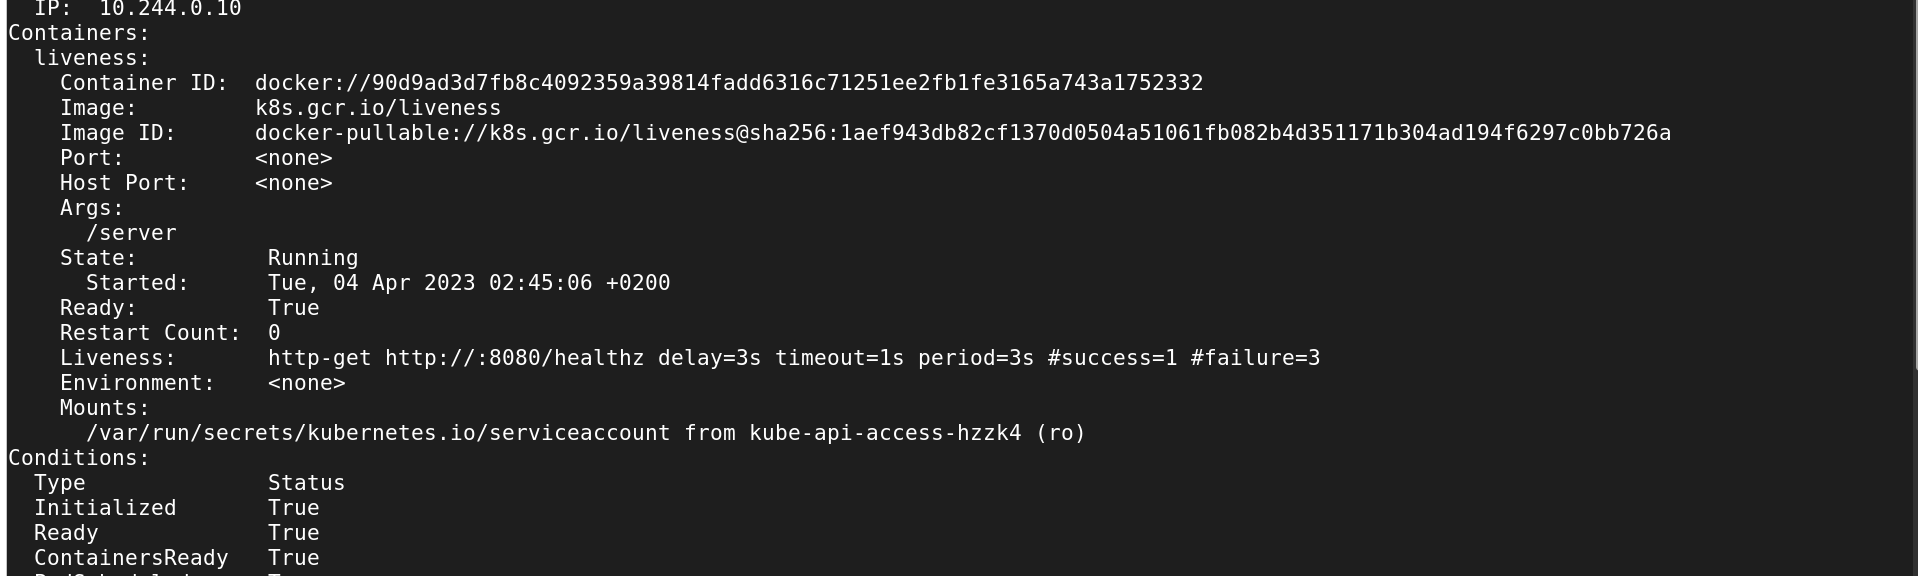 IP:  10.244.0.10
Containers:
  liveness:
    Container ID:  docker://90d9ad3d7fb8c4092359a39814fadd6316c71251ee2fb1fe3165a743a1752332
    Image:         k8s.gcr.io/liveness
    Image ID:      docker-pullable://k8s.gcr.io/liveness@sha256:1aef943db82cf1370d0504a51061fb082b4d351171b304ad194f6297c0bb726a
    Port:          <none>
    Host Port:     <none>
    Args:
      /server
    State:          Running
      Started:      Tue, 04 Apr 2023 02:45:06 +0200
    Ready:          True
    Restart Count:  0
    Liveness:       http-get http://:8080/healthz delay=3s timeout=1s period=3s #success=1 #failure=3
    Environment:    <none>
    Mounts:
      /var/run/secrets/kubernetes.io/serviceaccount from kube-api-access-hzzk4 (ro)
Conditions:
  Type              Status
  Initialized       True
  Ready             True
  ContainersReady   True